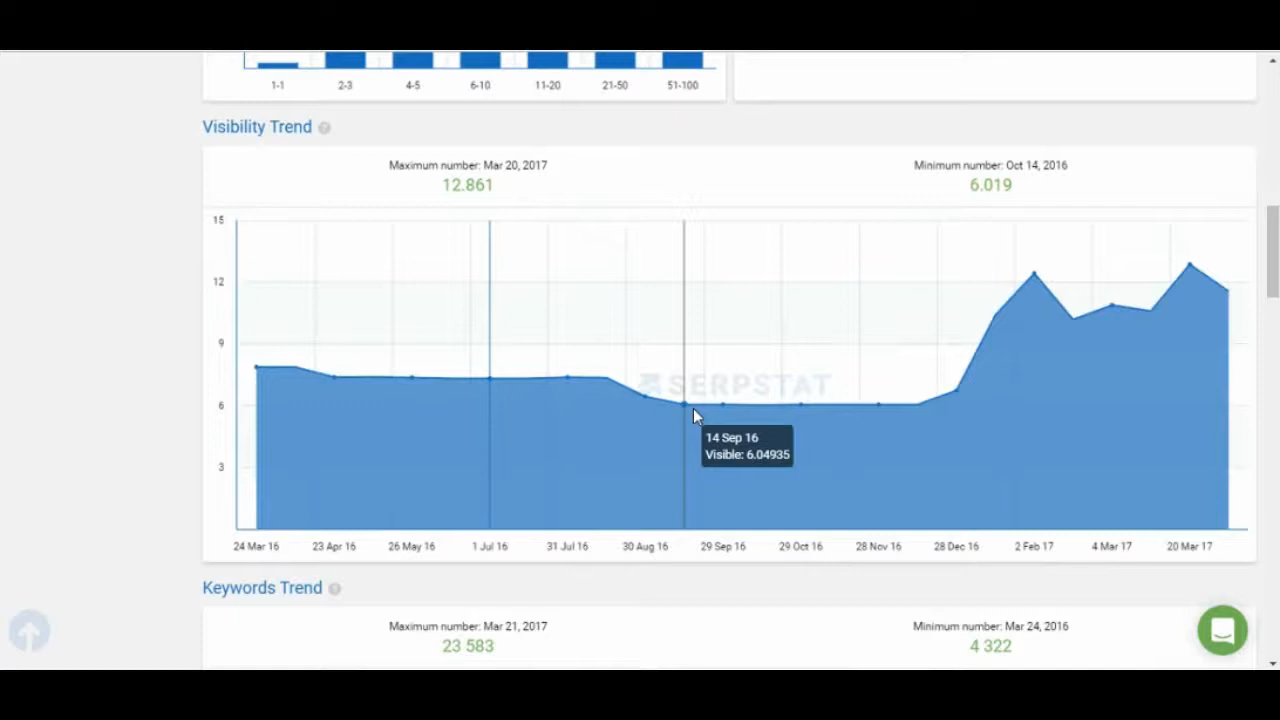 1-1 2-3 4-5 6-10 11-20 21-50 51-100
Visibility Trend ?
Maximum number: Mar 20, 2017
12.861
Minimum number: Oct 14, 2016
6.019
15
12
9
6
3
SERPSTAT
14 Sep 16
Visible: 6.04935
24 Mar 16 23 Apr 16 26 May 16 1 Jul 16 31 Jul 16 30 Aug 16 29 Sep 16 29 Oct 16 28 Nov 16 28 Dec 16 2 Feb 17 4 Mar 17 20 Mar 17
Keywords Trend ?
Maximum number: Mar 21, 2017
23 583
Minimum number: Mar 24, 2016
4 322